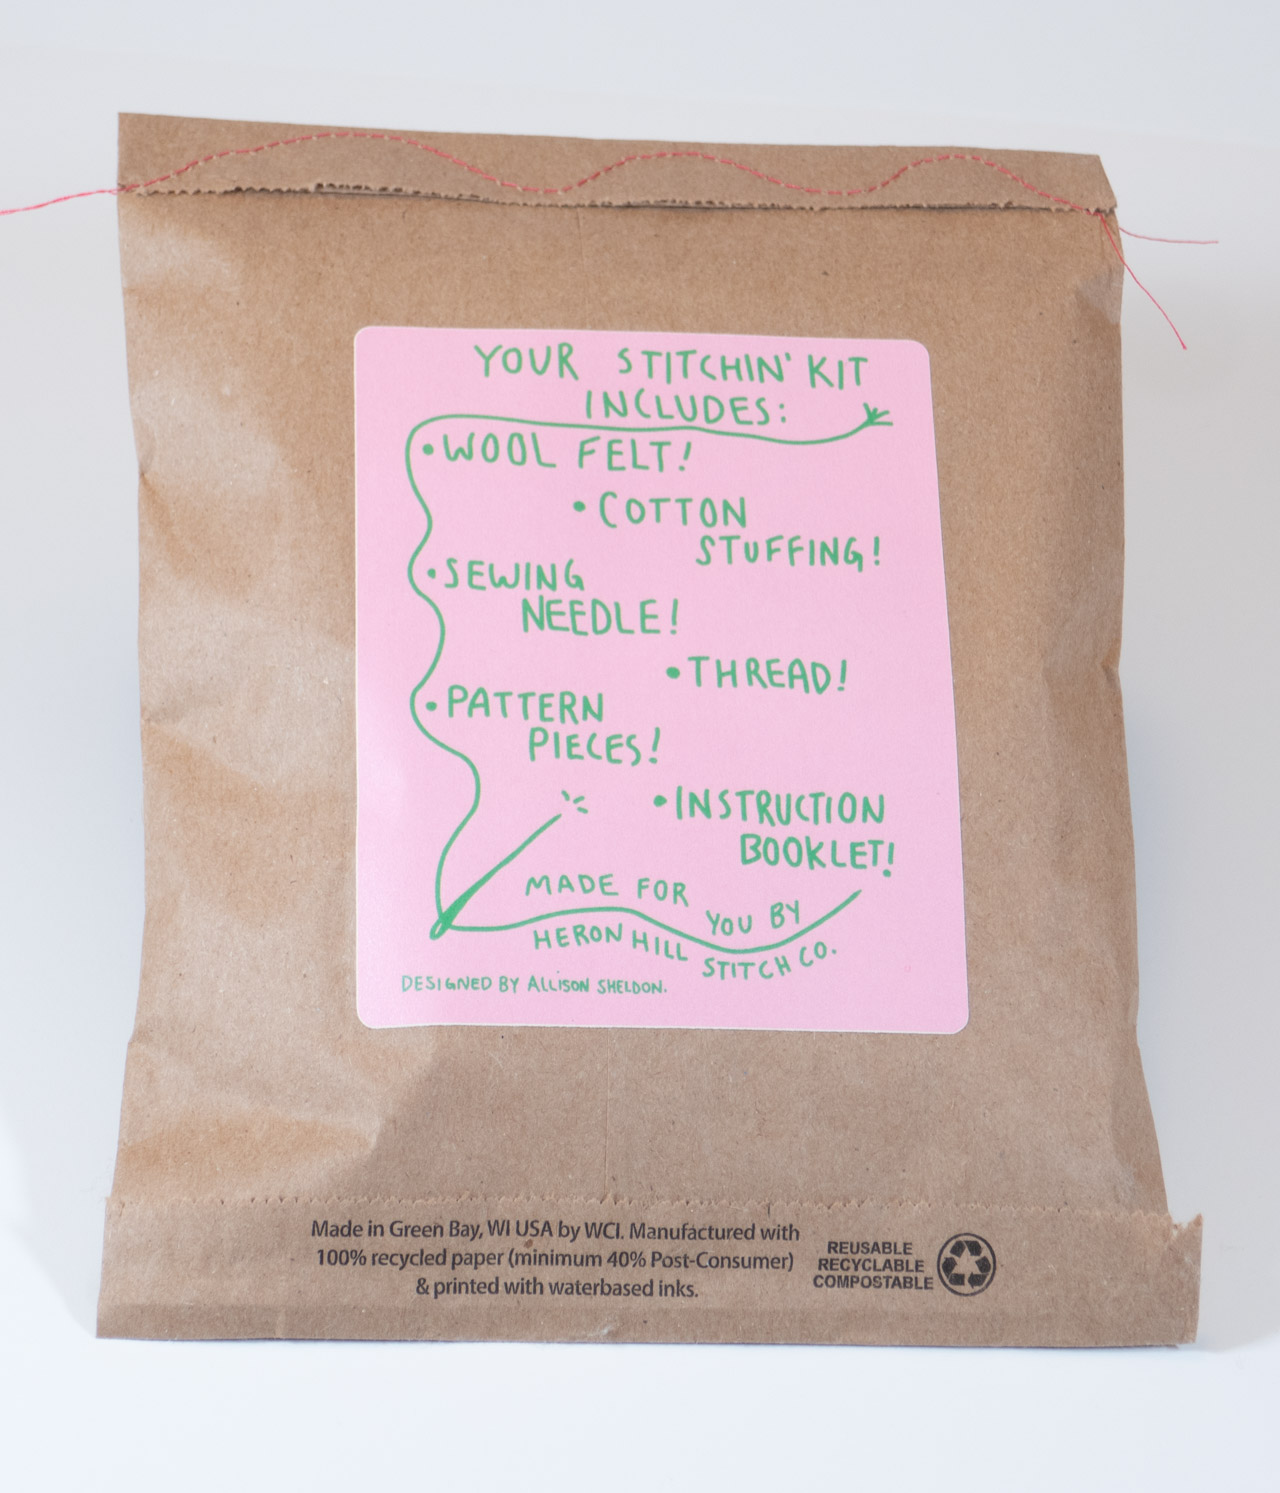 YOUR STITCHIN' KIT
INCLUDES:
• WOOL FELT!
• COTTON
STUFFING!
• SEWING
NEEDLE!
• THREAD!
• PATTERN
PIECES!
• INSTRUCTION
BOOKLET!
MADE FOR YOU BY
HERON HILL STITCH CO.
DESIGNED BY ALLISON SHELDON.
Made in Green Bay, WI USA by WCI. Manufactured with
100% recycled paper (minimum 40% Post-Consumer)
& printed with waterbased inks.
REUSABLE
RECYCLABLE
COMPOSTABLE